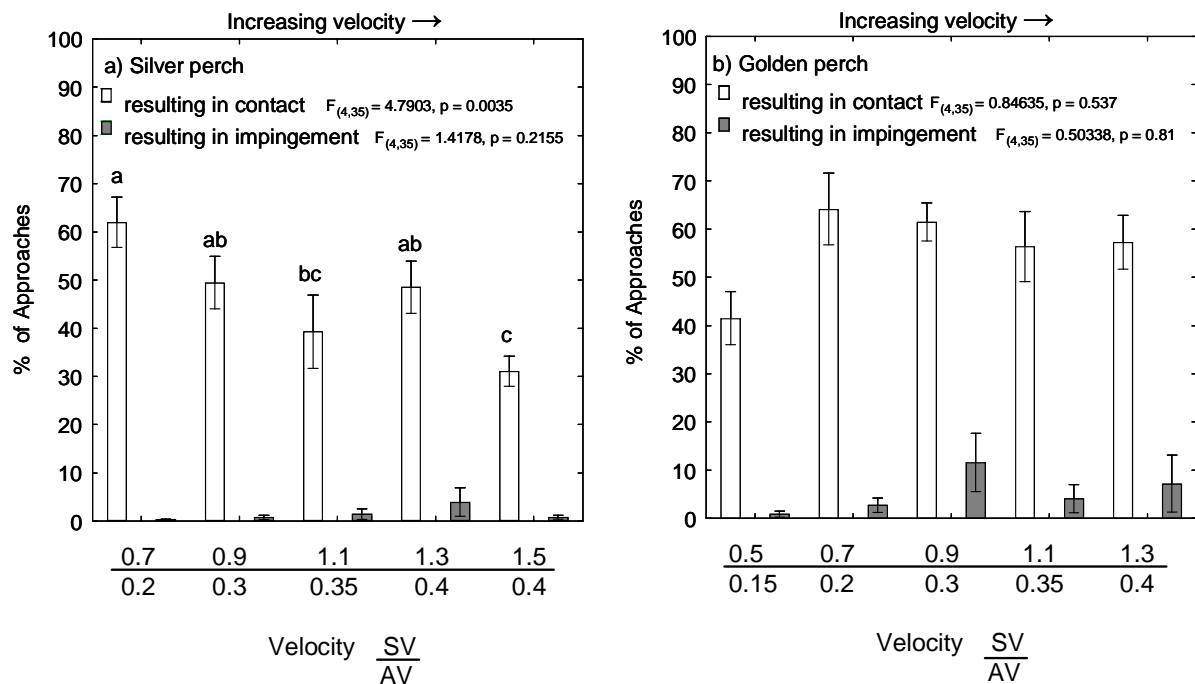 Increasing velocity →
a) Silver perch
resulting in contact F(4,35) = 4.7903, p = 0.0035
resulting in impingement F(4,35) = 1.4178, p = 0.2155
% of Approaches
100
90
80
70
60
50
40
30
20
10
0
a
ab
bc
ab
c
0.7 0.9 1.1 1.3 1.5
0.2 0.3 0.35 0.4 0.4
Velocity SV
AV
Increasing velocity →
b) Golden perch
resulting in contact F(4,35) = 0.84635, p = 0.537
resulting in impingement F(4,35) = 0.50338, p = 0.81
% of Approaches
100
90
80
70
60
50
40
30
20
10
0
0.5 0.7 0.9 1.1 1.3
0.15 0.2 0.3 0.35 0.4
Velocity SV
AV